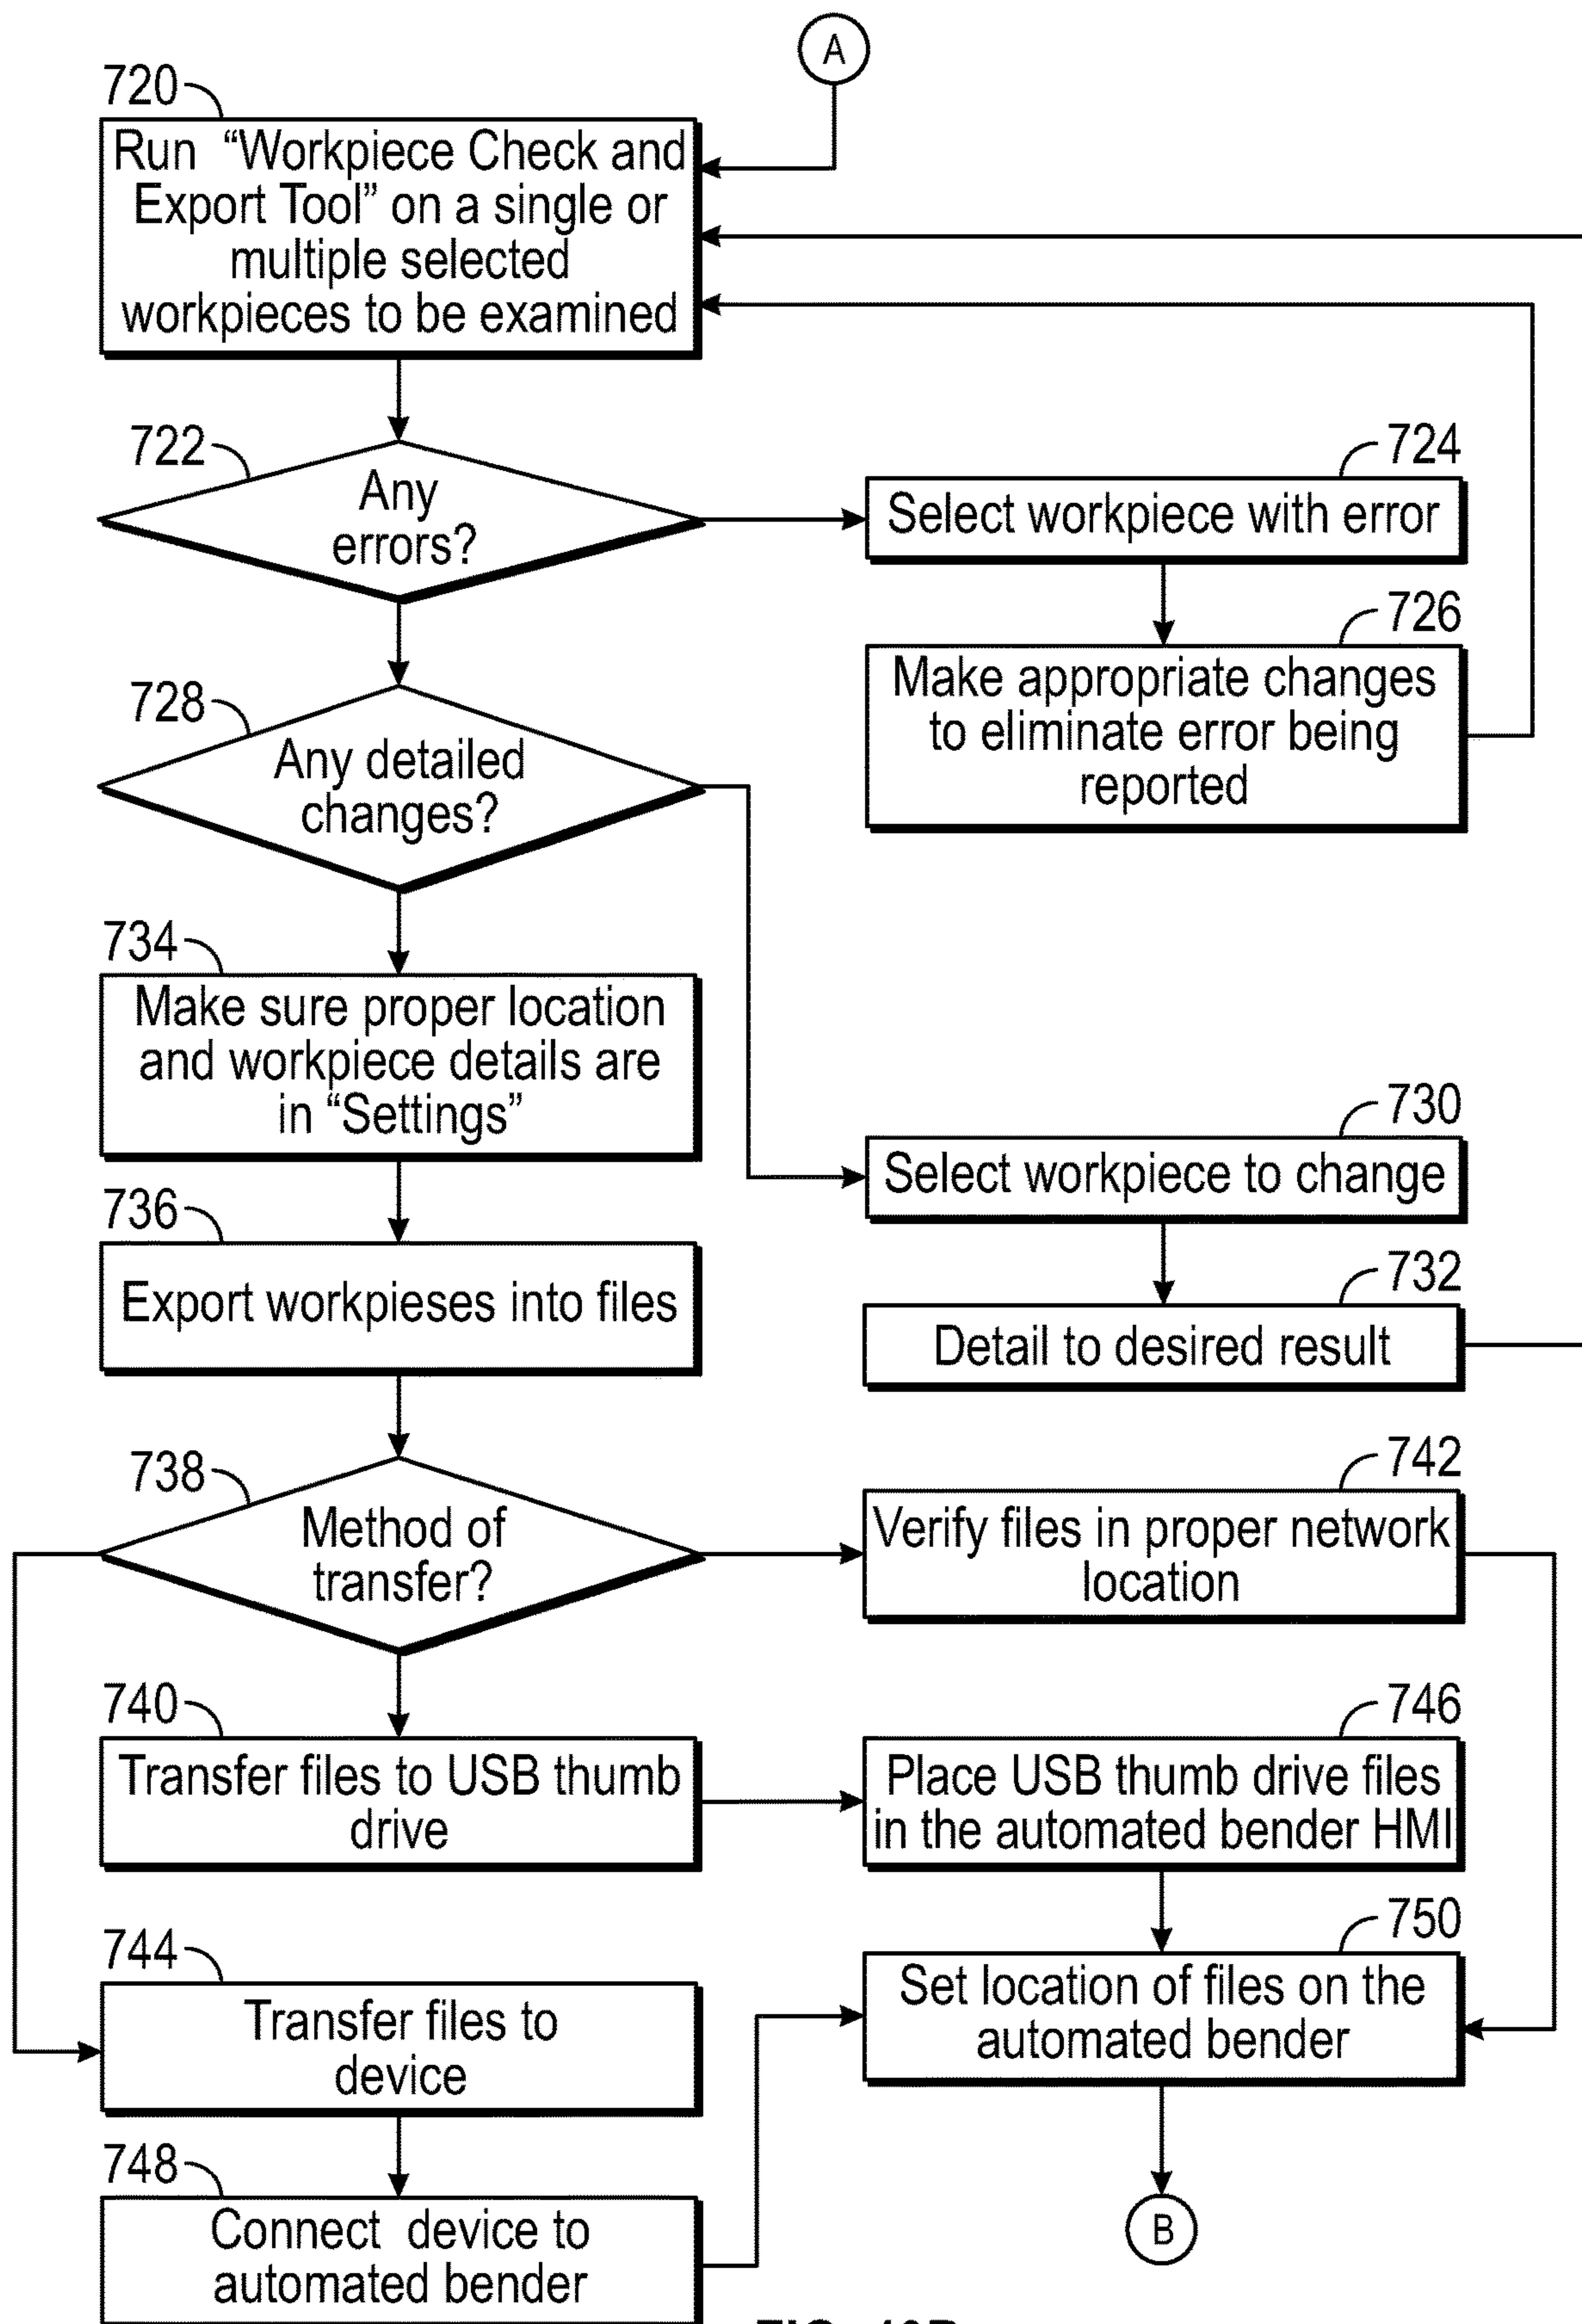 A
720
Run “Workpiece Check and
Export Tool” on a single or
multiple selected
workpieces to be examined
722
Any
errors?
724
Select workpiece with error
726
Make appropriate changes
to eliminate error being
reported
728
Any detailed
changes?
734
Make sure proper location
and workpiece details are
in “Settings”
730
Select workpiece to change
736
Export workpieses into files
732
Detail to desired result
738
Method of
transfer?
742
Verify files in proper network
location
740
Transfer files to USB thumb
drive
746
Place USB thumb drive files
in the automated bender HMI
744
Transfer files to
device
750
Set location of files on the
automated bender
748
Connect device to
automated bender
B